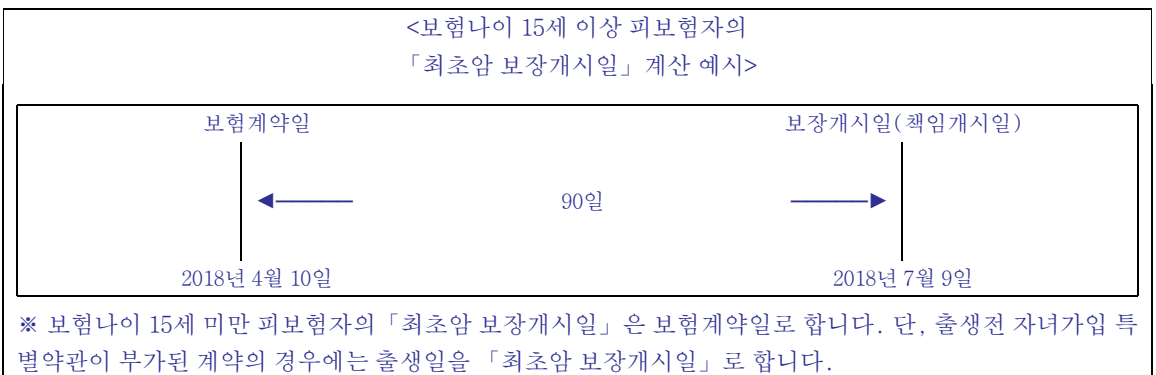 <보험나이 15세 이상 피보험자의
「최초암 보장개시일」계산 예시>
보험계약일 보장개시일(책임개시일)
90일
2018년 4월 10일 2018년 7월 9일
※ 보험나이 15세 미만 피보험자의「최초암 보장개시일」은 보험계약일로 합니다. 단, 출생전 자녀가입 특
별약관이 부가된 계약의 경우에는 출생일을 「최초암 보장개시일」로 합니다.